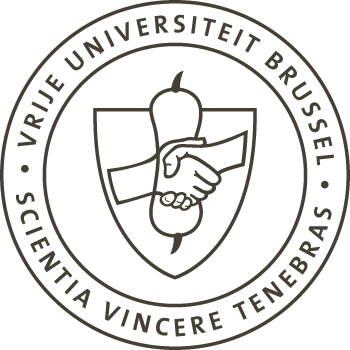 VRIJE UNIVERSITEIT BRUSSEL
SCIENTIA VINCERE TENEBRAS